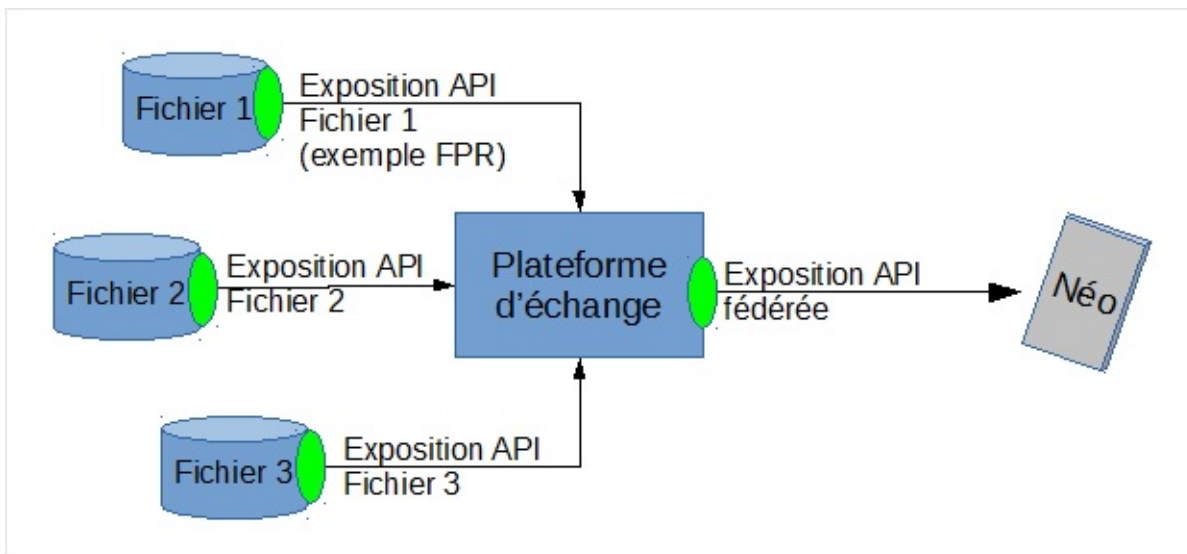 Fichier 1
Exposition API
Fichier 1
(exemple FPR)
Fichier 2
Exposition API
Fichier 2
Plateforme
d'échange
Exposition API
fédérée
Néo
Fichier 3
Exposition API
Fichier 3